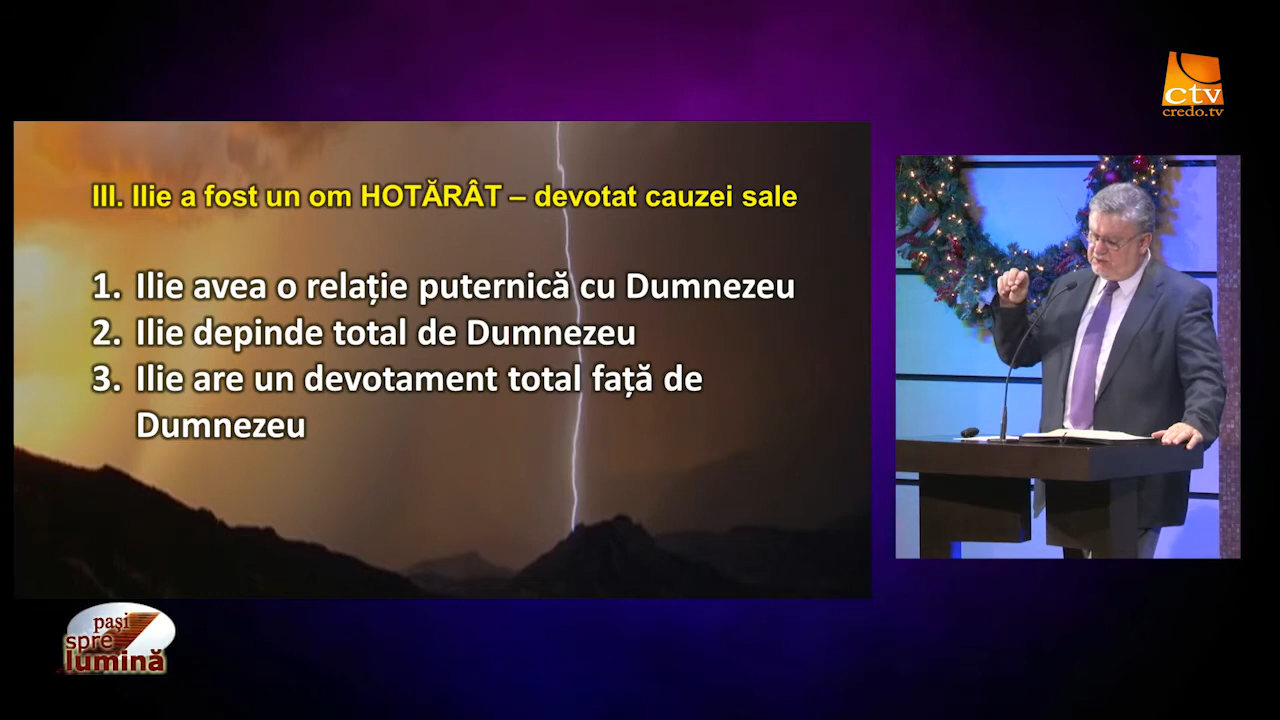 ctv
credo.tv
III. Ilie a fost un om HOTĂRÂT – devotat cauzei sale
1. Ilie avea o relație puternică cu Dumnezeu
2. Ilie depinde total de Dumnezeu
3. Ilie are un devotament total față de
Dumnezeu
pași
spre
lumină